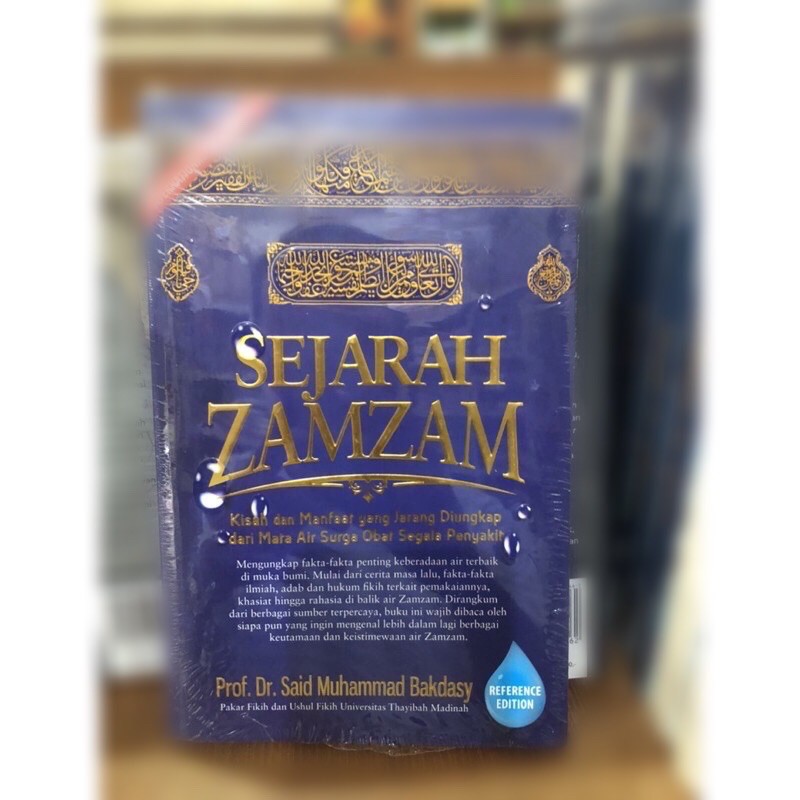 SEJARAH
ZAMZAM
Kisah dan Manfaat yang Jarang Diungkap
dari Mata Air Surga Obat Segala Penyakit
Mengungkap fakta-fakta penting keberadaan air terbaik
di muka bumi. Mulai dari cerita masa lalu, fakta-fakta
ilmiah, adab dan hukum fikih terkait pemakaiannya,
khasiat hingga rahasia di balik air Zamzam. Dirangkum
dari berbagai sumber terpercaya, buku ini wajib dibaca oleh
siapa pun yang ingin mengenal lebih dalam lagi berbagai
keutamaan dan keistimewaan air Zamzam.
Prof. Dr. Said Muhammad Bakdasy
Pakar Fikih dan Ushul Fikih Universitas Thayibah Madinah
REFERENCE
EDITION